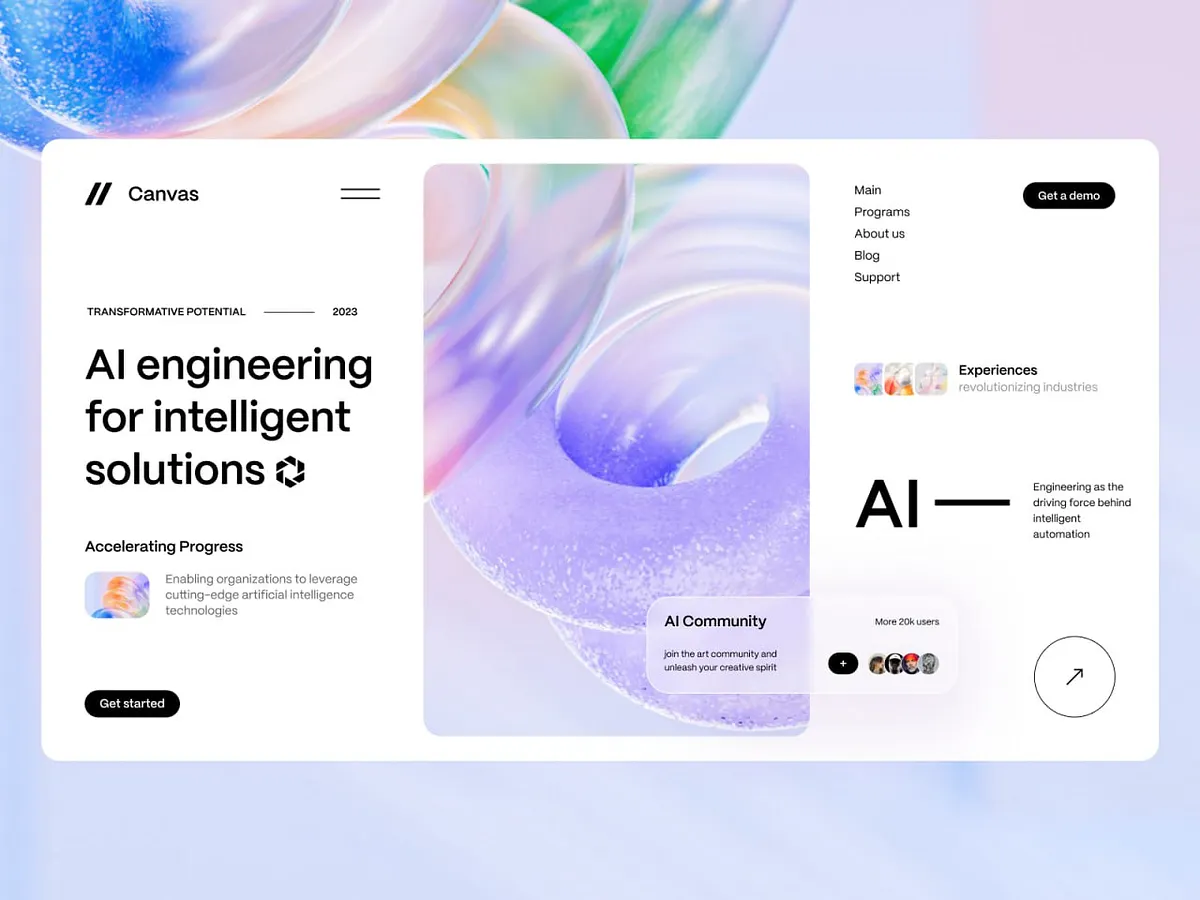 Canvas
TRANSFORMATIVE POTENTIAL
2023
AI engineering
for intelligent
solutions
Accelerating Progress
Enabling organizations to leverage
cutting-edge artificial intelligence
technologies
Get started
AI Community
More 20k users
join the art community and
unleash your creative spirit
+
Main
Programs
About us
Blog
Support
Get a demo
Experiences
revolutionizing industries
AI
Engineering as the
driving force behind
intelligent
automation